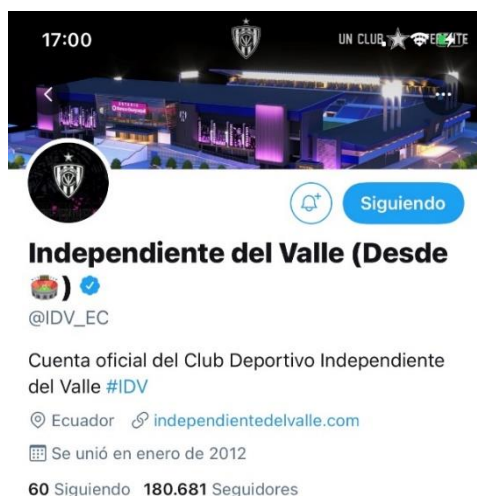 17:00
UN CLUB
Siguiendo
Independiente del Valle (Desde
🏟️)
@IDV_EC
Cuenta oficial del Club Deportivo Independiente
del Valle #IDV
Ecuador independientedelvalle.com
Se unió en enero de 2012
60 Siguiendo 180.681 Seguidores